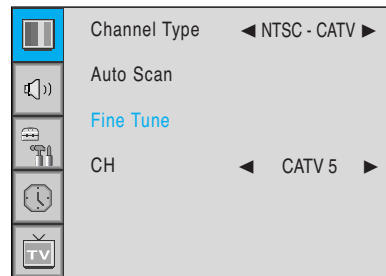 Channel Type ◀ NTSC - CATV ▶
Auto Scan
Fine Tune
CH ◀ CATV 5 ▶
TV